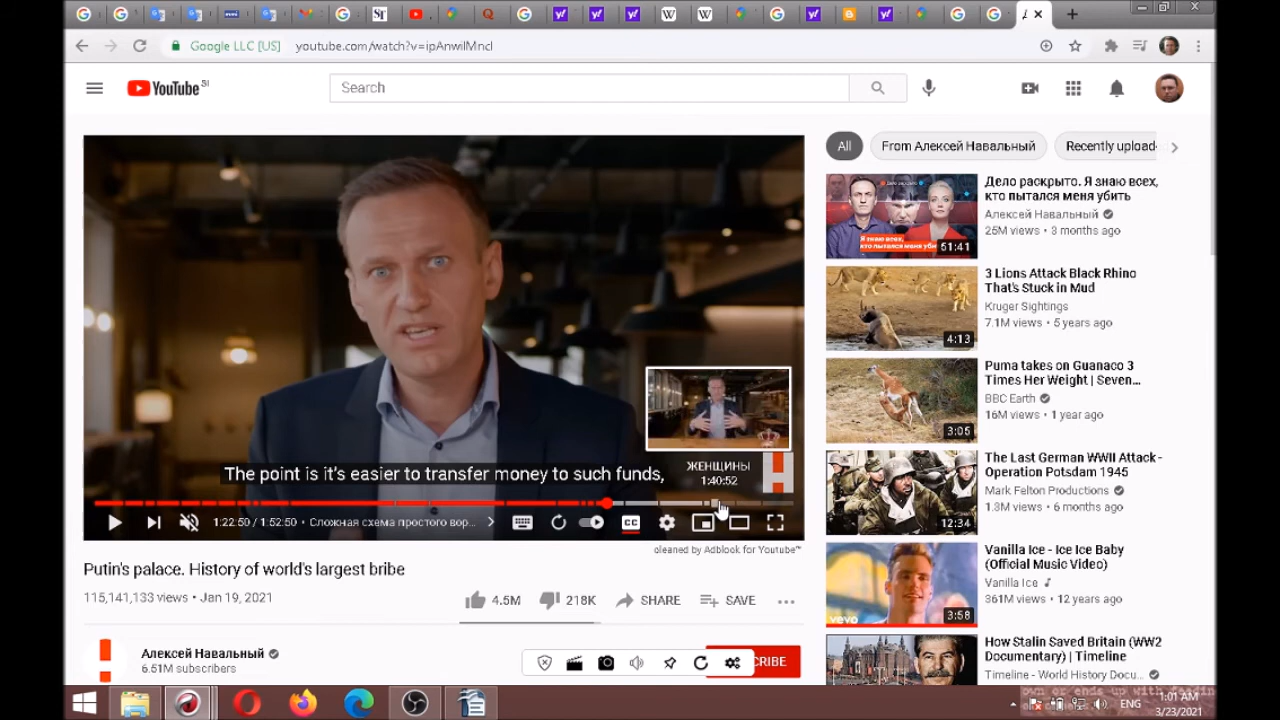 Google LLC [US]
youtube.com/watch?v=ipAnwilMncI
YouTube SI
Search
All
From Алексей Навальный
Recently upload
Дело раскрыто. Я знаю всех,
кто пытался меня убить
Алексей Навальный
25M views • 3 months ago
Я знаю всех,
51:41
3 Lions Attack Black Rhino
That's Stuck in Mud
Kruger Sightings
7.1M views • 5 years ago
4:13
Puma takes on Guanaco 3
Times Her Weight | Seven...
BBC Earth
16M views • 1 year ago
3:05
The Last German WWII Attack -
Operation Potsdam 1945
Mark Felton Productions
1.3M views • 6 months ago
12:34
Vanilla Ice - Ice Ice Baby
(Official Music Video)
Vanilla Ice
361M views • 12 years ago
vevo
3:58
How Stalin Saved Britain (WW2
Documentary) | Timeline
Timeline - World History Docu...
The point is it's easier to transfer money to such funds,
ЖЕНЩИНЫ
1:40:52
1:22:50 / 1:52:50 • Сложная схема простого вор...
CC
cleaned by Adblock for Youtube™
Putin's palace. History of world's largest bribe
115,141,133 views • Jan 19, 2021
4.5M
218K
SHARE
SAVE
Алексей Навальный
6.51M subscribers
CRIBE
ENG
1:01 AM
3/23/2021